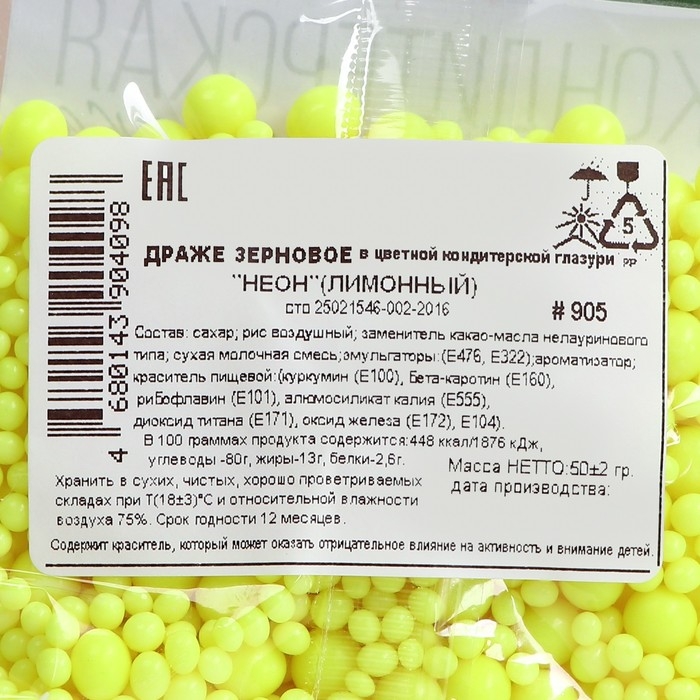 КОНДИТЕРСКАЯ
ЕАС
ДРАЖЕ ЗЕРНОВОЕ в цветной кондитерской глазури
"НЕОН"(ЛИМОННЫЙ)
сто 25021546-002-2016
# 905
5
PP
Состав: сахар; рис воздушный; заменитель какао-масла нелауринового
типа; сухая молочная смесь;эмульгаторы:(Е476, Е322);ароматизатор;
краситель пищевой:(куркумин (Е100), Бета-каротин (Е160),
рибофлавин (Е101), алюмосиликат калия (Е555),
диоксид титана (Е171), оксид железа (Е172), Е104).
В 100 граммах продукта содержится:448 ккал/1876 кДж,
углеводы -80г, жиры-13г, белки-2,6г.
Масса НЕТТО:50±2 гр.
дата производства:
Хранить в сухих, чистых, хорошо проветриваемых
складах при Т(18±3)°С и относительной влажности
воздуха 75%. Срок годности 12 месяцев.
Содержит краситель, который может оказать отрицательное влияние на активность и внимание детей.
4 680143 904098